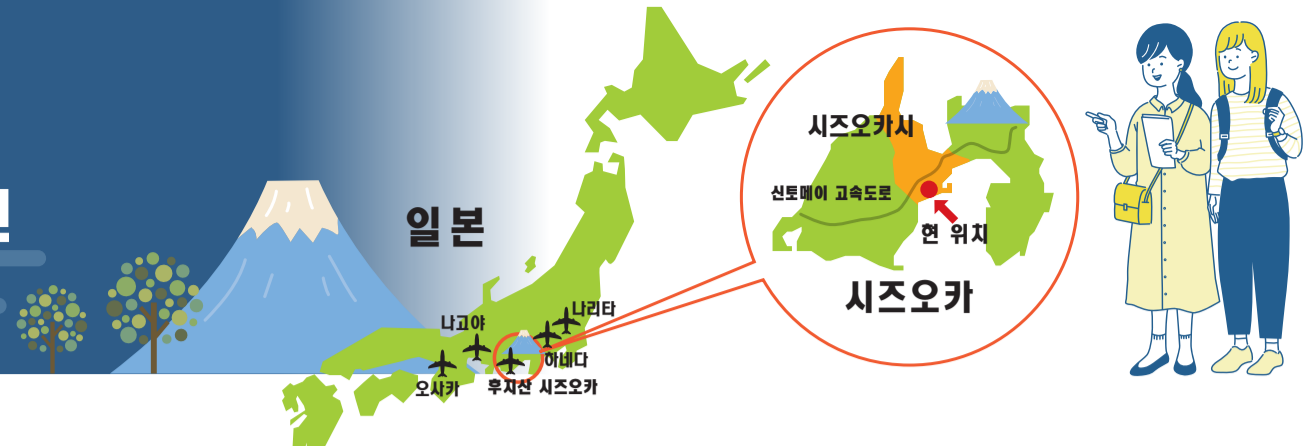 !
일본
나리타
나고야
하네다
오사카
후지산 시즈오카
시즈오카시
신토메이 고속도로
현 위치
시즈오카